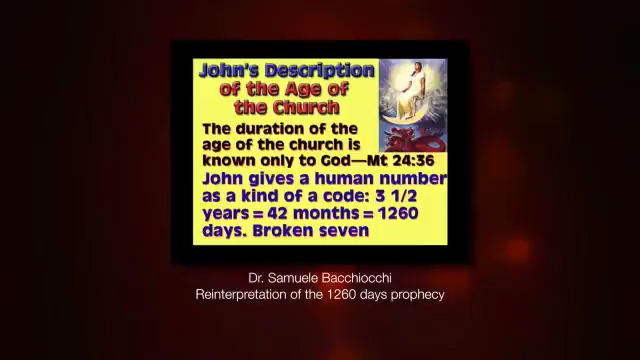 John's Description
of the Age of
the Church
The duration of the
age of the church is
known only to God—Mt 24:36
John gives a human number
as a kind of a code: 3 1/2
years = 42 months = 1260
days. Broken seven
Dr. Samuele Bacchiocchi
Reinterpretation of the 1260 days prophecy